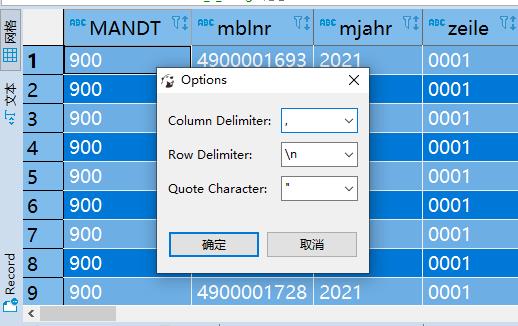 网格
文本
Record
ABC MANDT ABC mblnr ABC mjahr ABC zeile
1 900 4900001693 2021 0001
2 900 0001
3 900 0001
4 900 0001
5 900 0001
6 900 0001
7 900 0001
8 900 0001
9 900 4900001728 2021 0001
Options
Column Delimiter: ,
Row Delimiter: \n
Quote Character: "
确定 取消